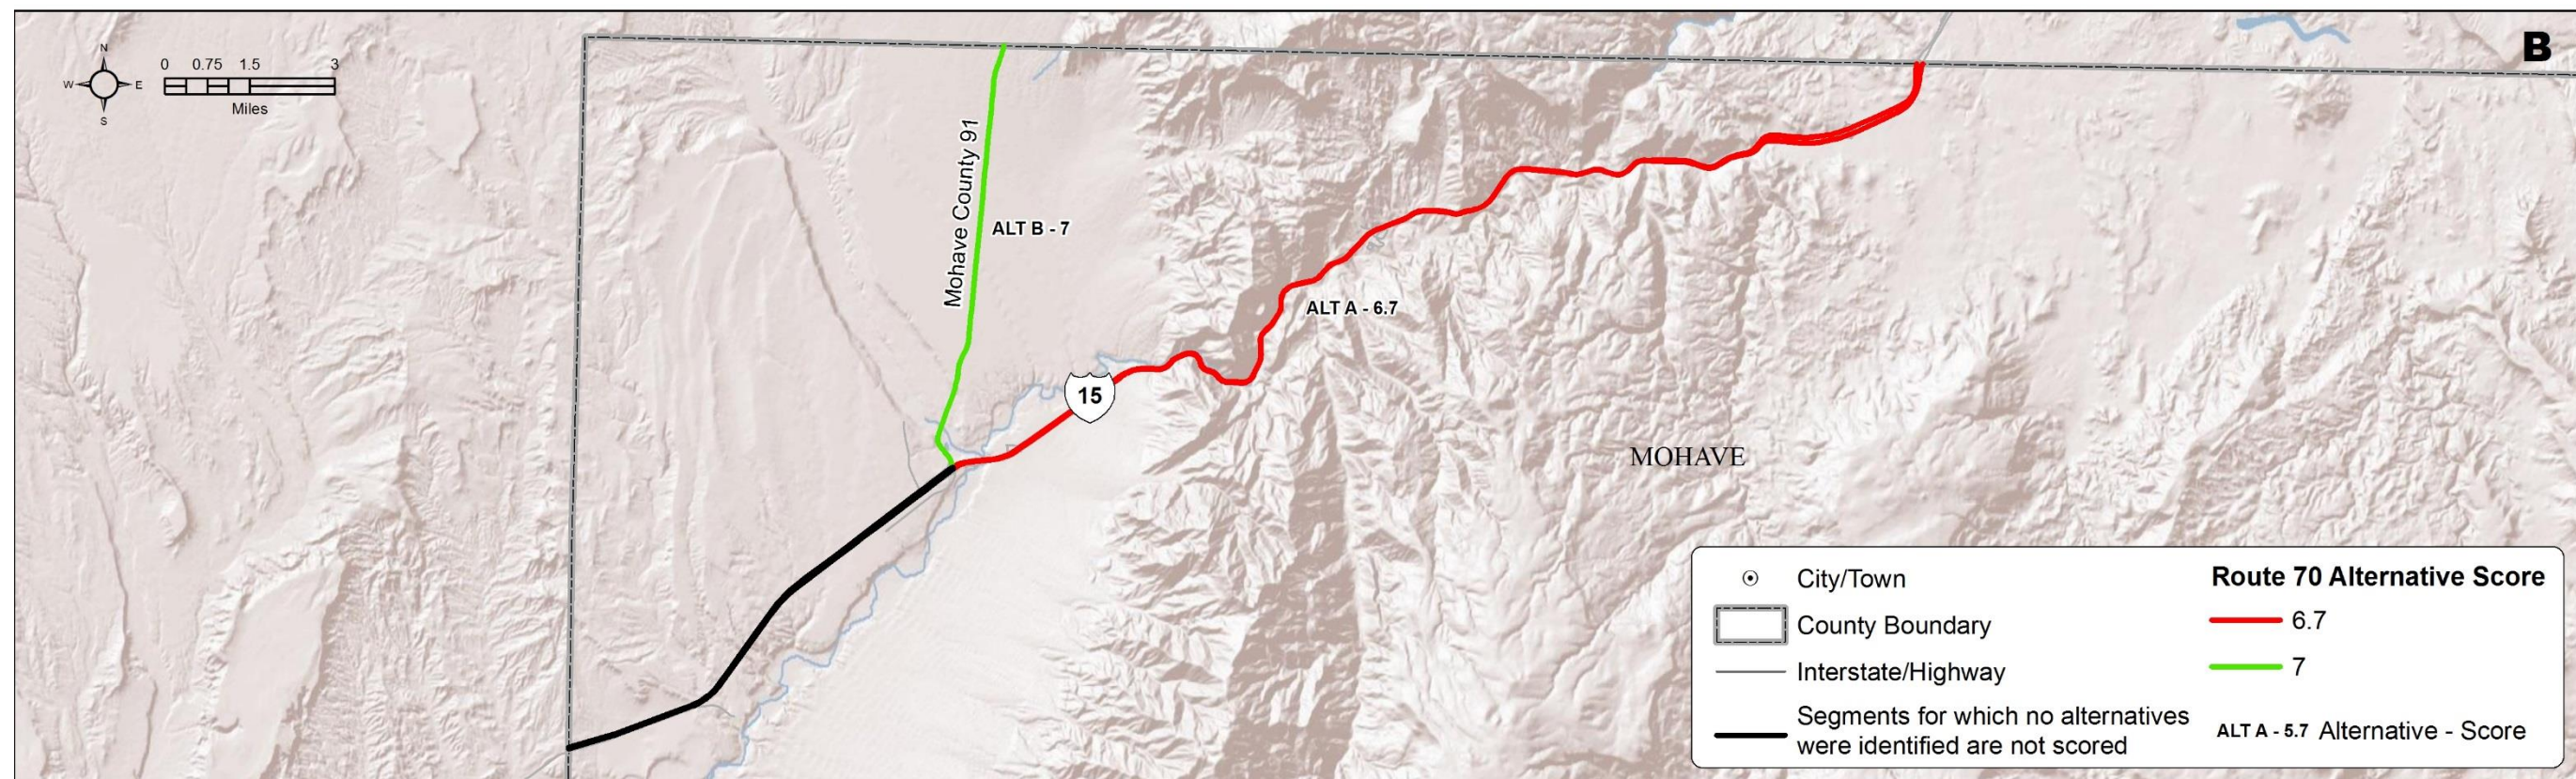 B
N
W E
S
0 0.75 1.5 3
Miles
Mohave County 91
ALT B - 7
ALT A - 6.7
15
MOHAVE
City/Town
County Boundary
Interstate/Highway
Segments for which no alternatives
were identified are not scored
Route 70 Alternative Score
6.7
7
ALT A - 5.7 Alternative - Score